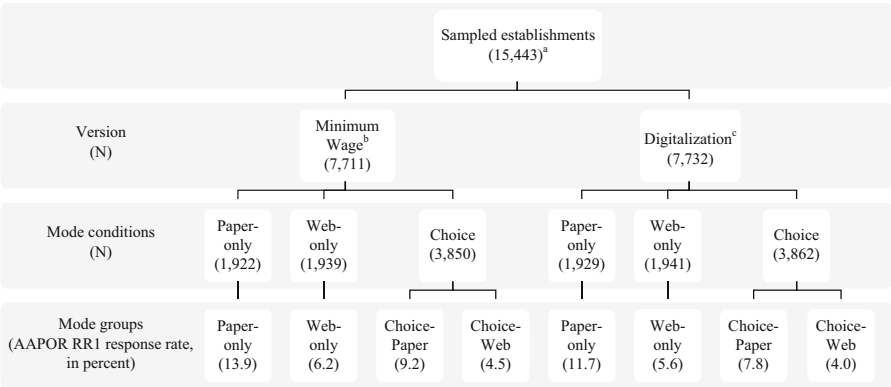 Sampled establishments
(15,443)a
Version
(N)
Minimum
Wageb
(7,711)
Digitalizationc
(7,732)
Mode conditions
(N)
Paper-
only
(1,922)
Web-
only
(1,939)
Choice
(3,850)
Paper-
only
(1,929)
Web-
only
(1,941)
Choice
(3,862)
Mode groups
(AAPOR RR1 response rate,
in percent)
Paper-
only
(13.9)
Web-
only
(6.2)
Choice-
Paper
(9.2)
Choice-
Web
(4.5)
Paper-
only
(11.7)
Web-
only
(5.6)
Choice-
Paper
(7.8)
Choice-
Web
(4.0)